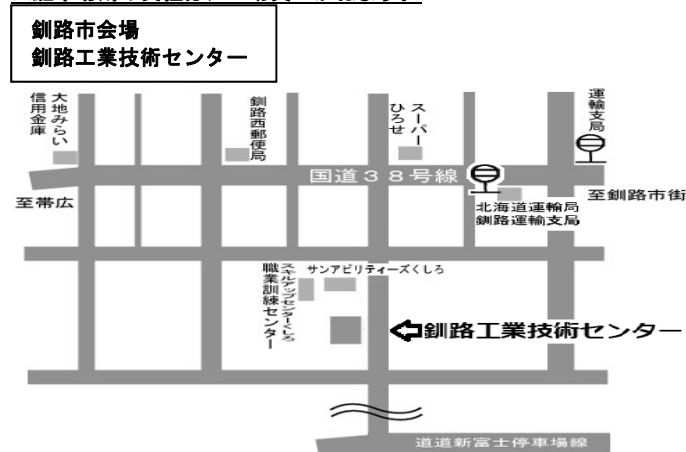 釧路市会場
釧路工業技術センター
大地みらい
信用金庫
釧路西郵便局
スーパー
ひろせ
運輸支局
国道38号線
至帯広
至釧路市街
北海道運輸局
釧路運輸支局
スキルアップセンターくしろ
職業訓練センター
サンアビリティーズくしろ
釧路工業技術センター
道道新富士停車場線